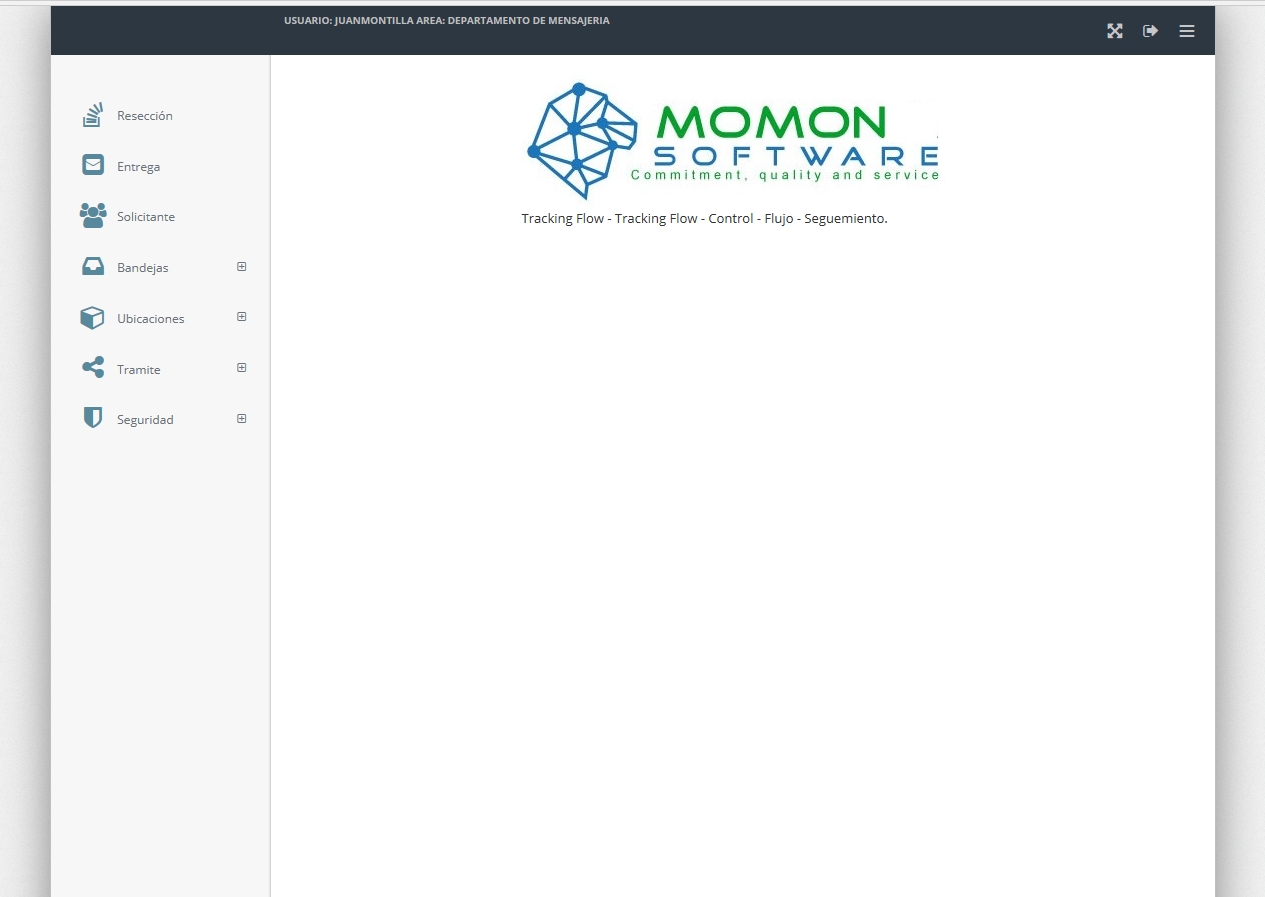 USUARIO: JUANMONTILLA AREA: DEPARTAMENTO DE MENSAJERIA
Resección
Entrega
Solicitante
Bandejas
Ubicaciones
Tramite
Seguridad
MOMON
SOFTWARE
Commitment, quality and service
Tracking Flow - Tracking Flow - Control - Flujo - Seguemiento.